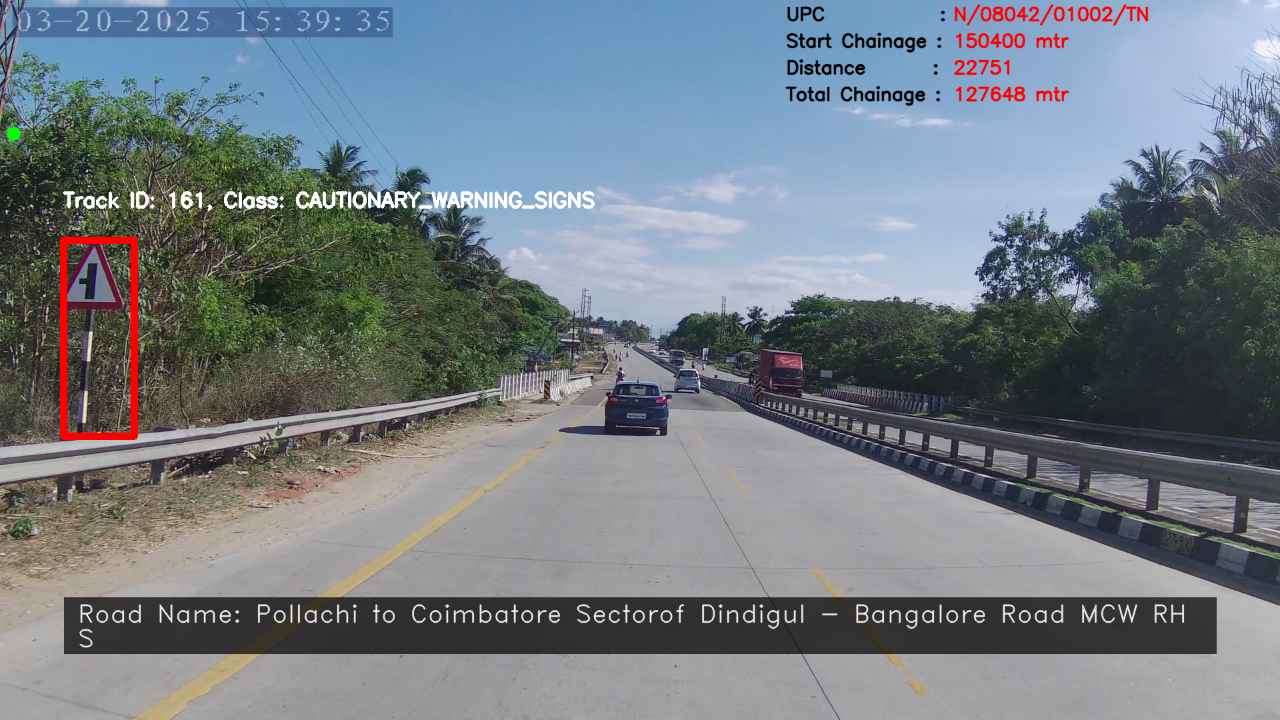 03-20-2025 15:39:35
UPC : N/08042/01002/TN
Start Chainage : 150400 mtr
Distance : 22751
Total Chainage : 127648 mtr
Track ID: 161, Class: CAUTIONARY_WARNING_SIGNS
Road Name: Pollachi to Coimbatore Sectorof Dindigul - Bangalore Road MCW RH
S